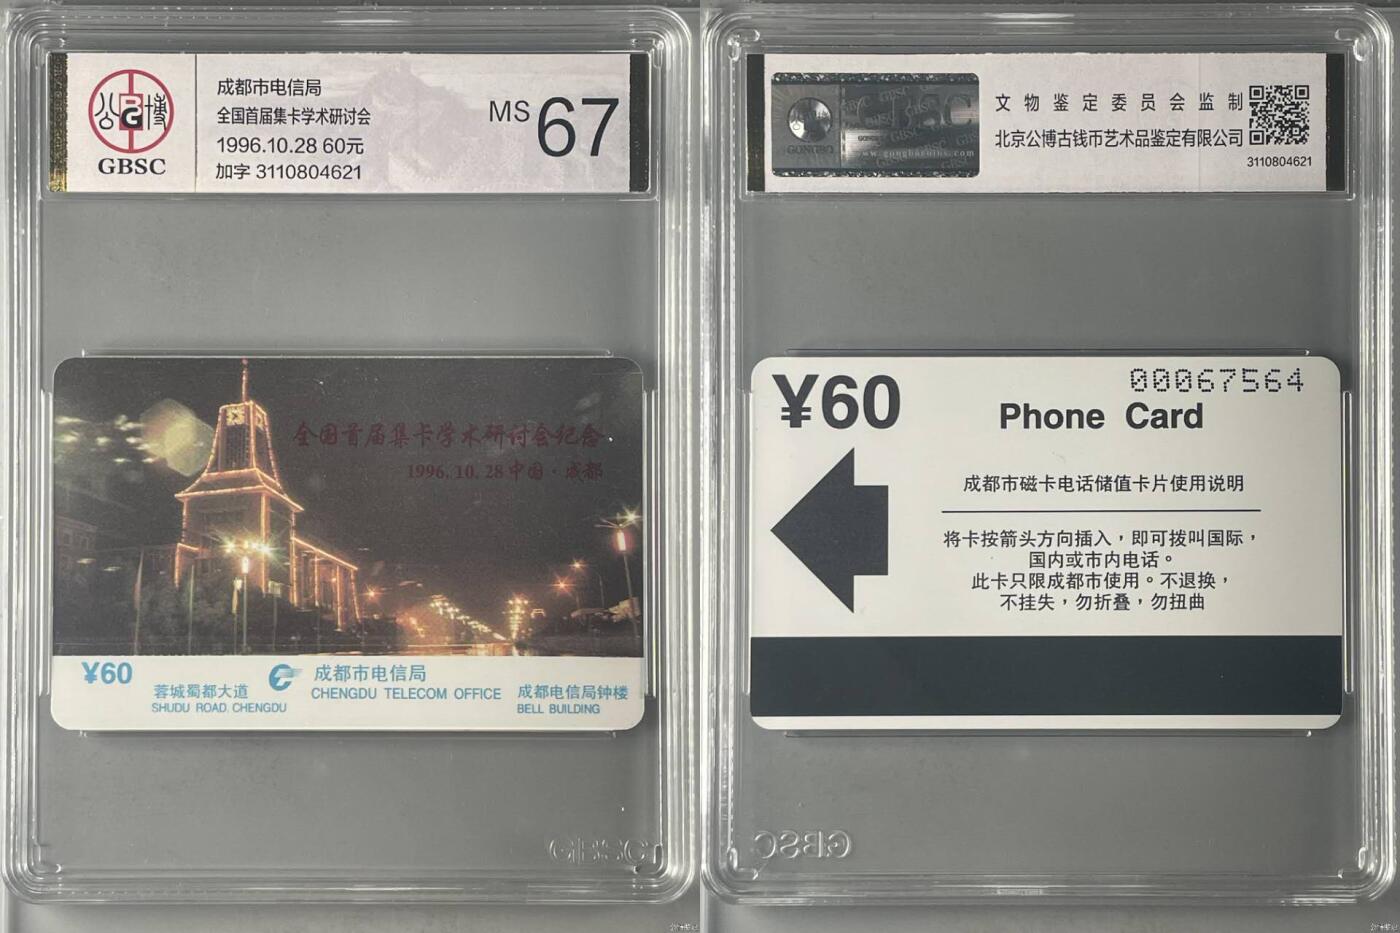 公 博
GBSC
成都市电信局
全国首届集卡学术研讨会
1996.10.28 60元
加字 3110804621
MS 67
全国首届集卡学术研讨会纪念
1996.10.28 中国·成都
¥60
蓉城蜀都大道
SHUDU ROAD. CHENGDU
成都市电信局
CHENGDU TELECOM OFFICE
成都电信局钟楼
BELL BUILDING
GBSC
GONGBO
www.gongbocoins.com
文物鉴定委员会监制
北京公博古钱币艺术品鉴定有限公司
3110804621
¥60
00067564
Phone Card
成都市磁卡电话储值卡片使用说明
将卡按箭头方向插入，即可拨叫国际，
国内或市内电话。
此卡只限成都市使用。不退换，
不挂失，勿折叠，勿扭曲
GBSC